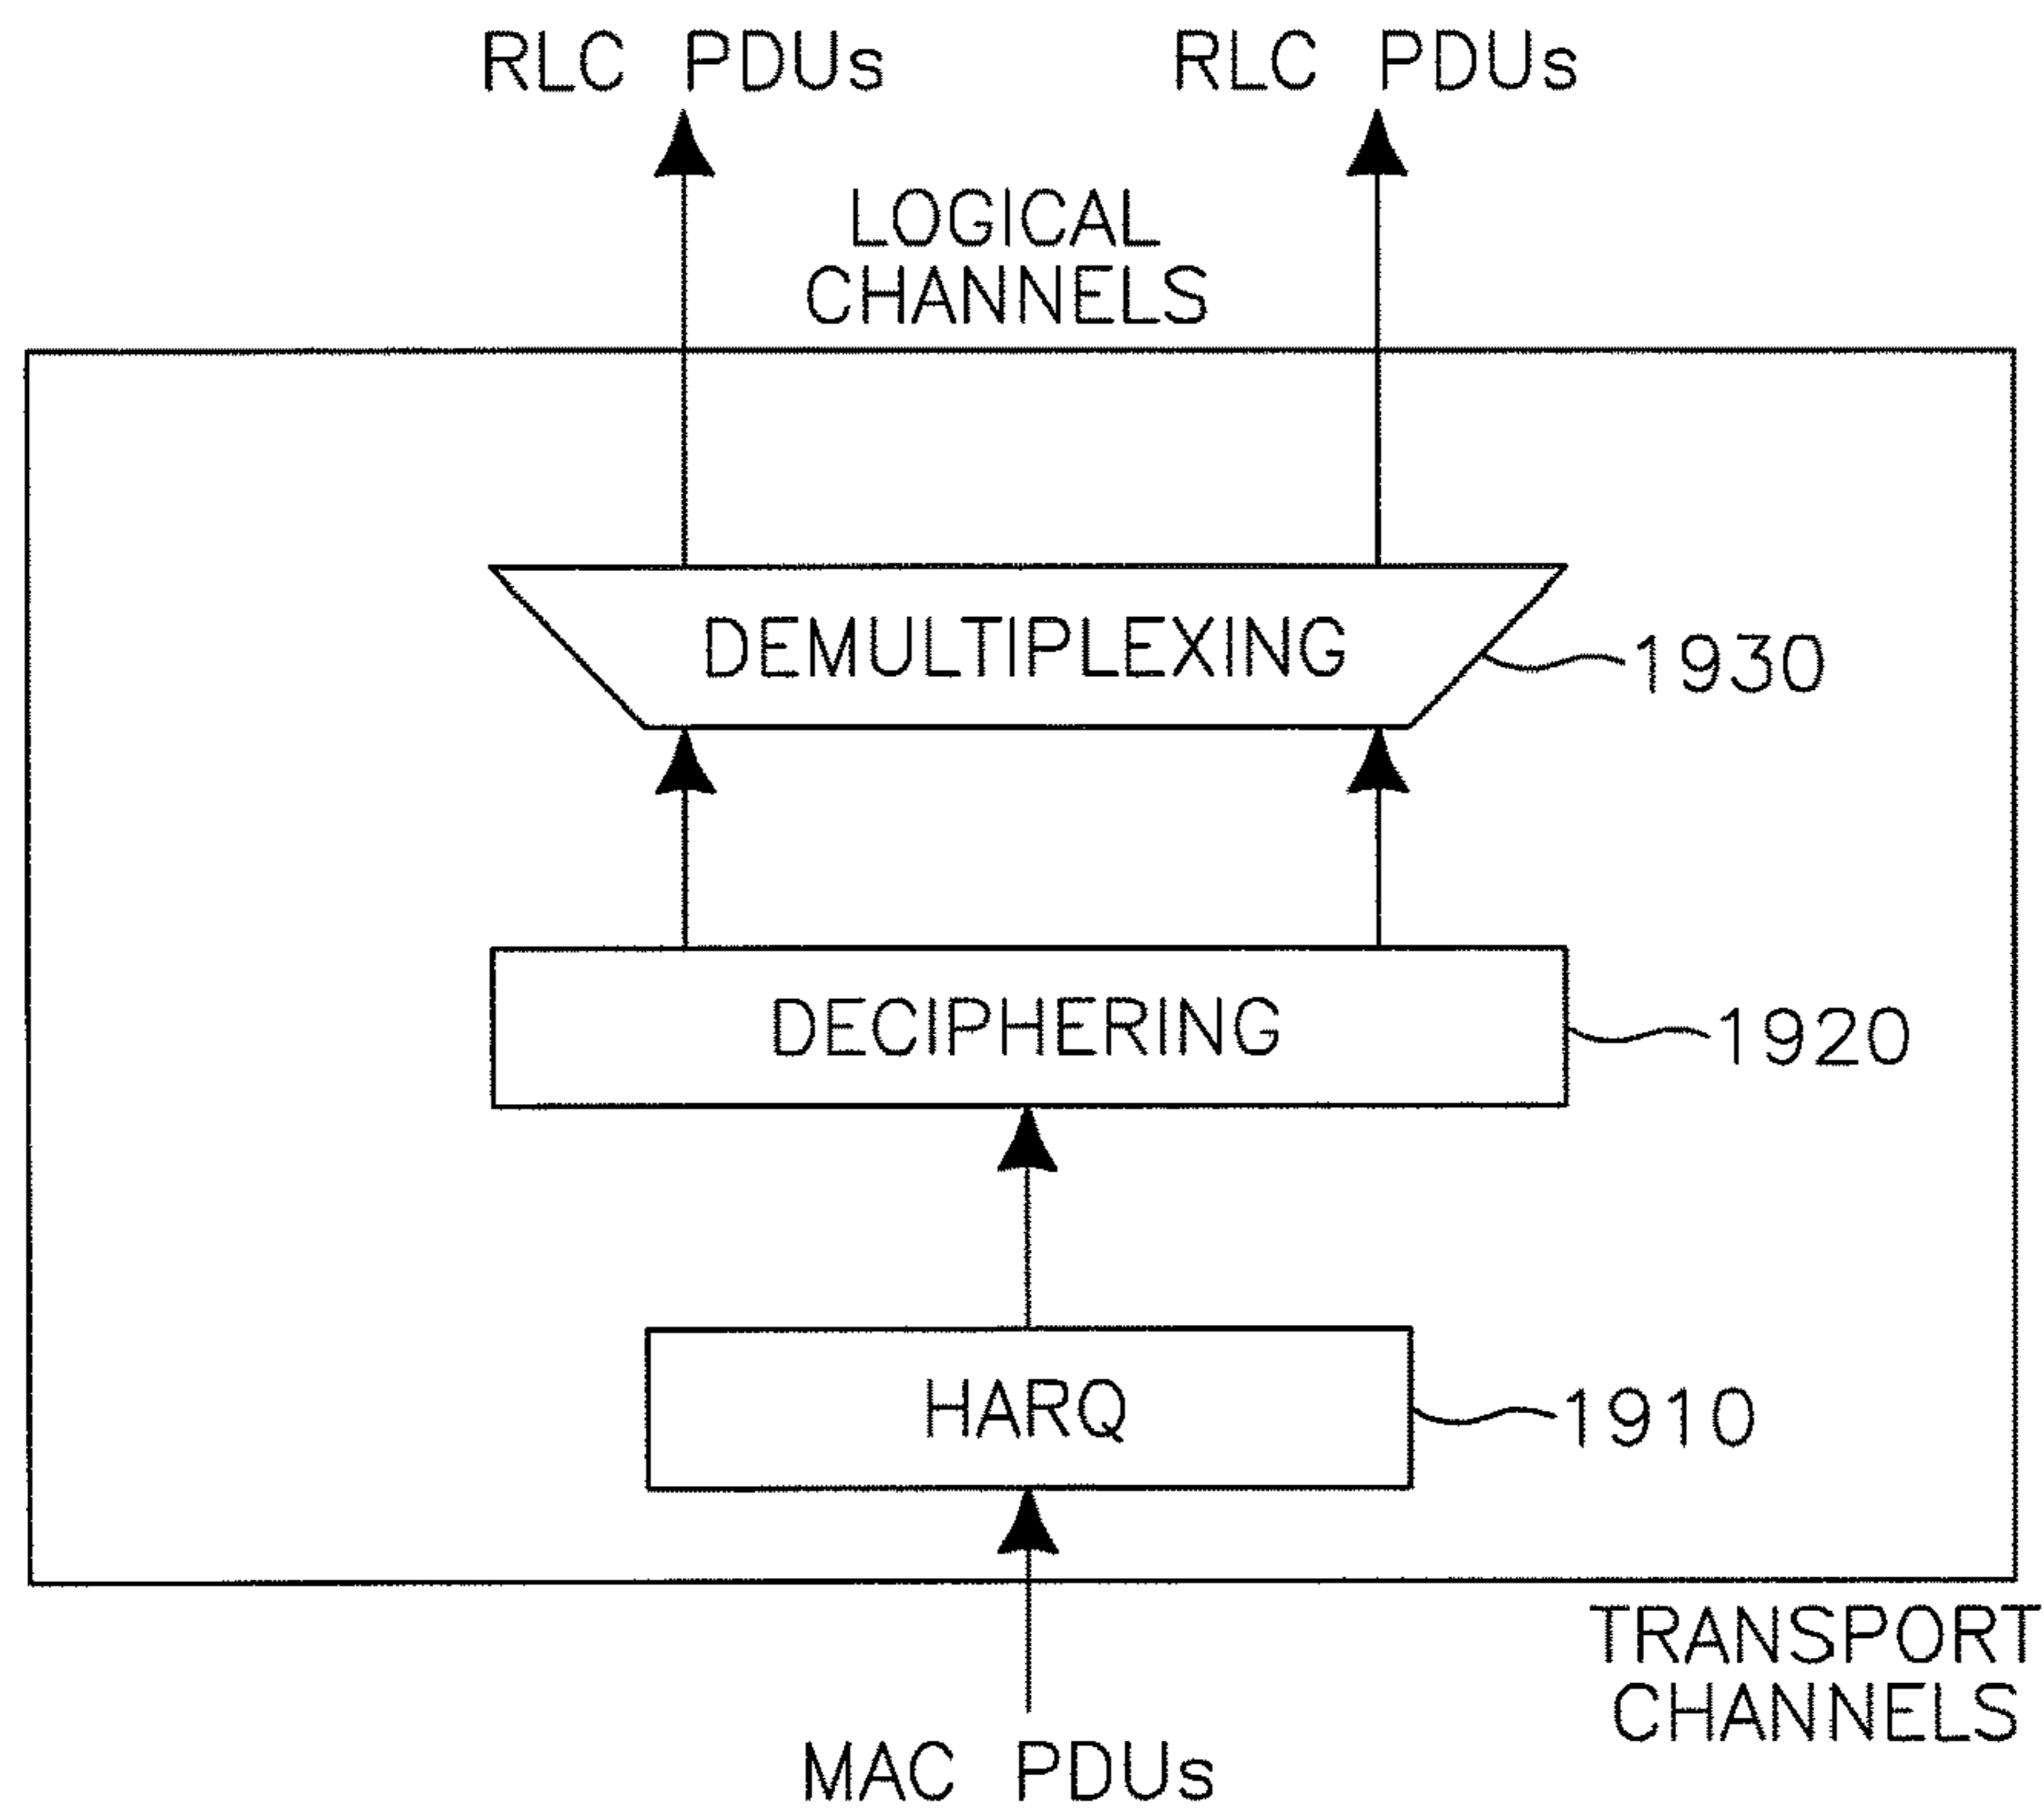 RLC PDUs RLC PDUs
LOGICAL
CHANNELS
DEMULTIPLEXING 1930
DECIPHERING 1920
HARQ 1910
TRANSPORT
CHANNELS
MAC PDUs